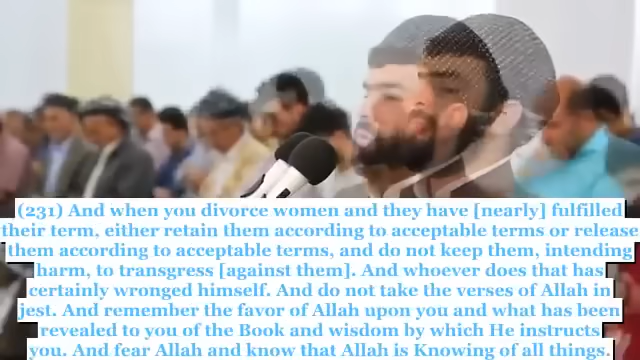 (231) And when you divorce women and they have [nearly] fulfilled
their term, either retain them according to acceptable terms or release
them according to acceptable terms, and do not keep them, intending
harm, to transgress [against them]. And whoever does that has
certainly wronged himself. And do not take the verses of Allah in
jest. And remember the favor of Allah upon you and what has been
revealed to you of the Book and wisdom by which He instructs
you. And fear Allah and know that Allah is Knowing of all things.